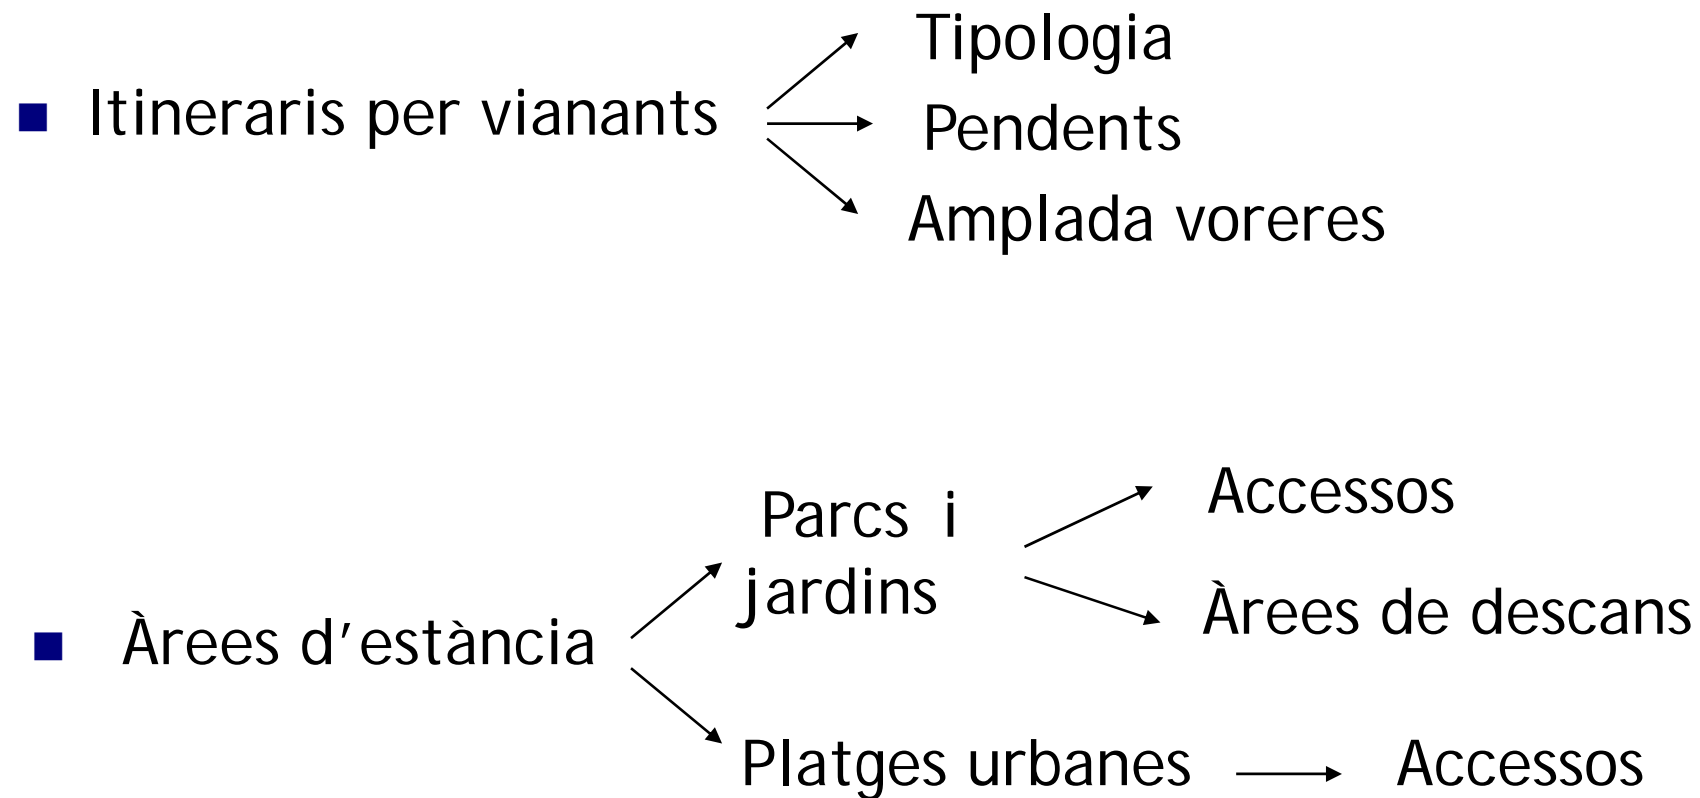 Tipologia
Itineraris per vianants
Pendents
Amplada voreres
Accessos
Parcs i
jardins
Àrees de descans
Àrees d'estància
Platges urbanes
Accessos